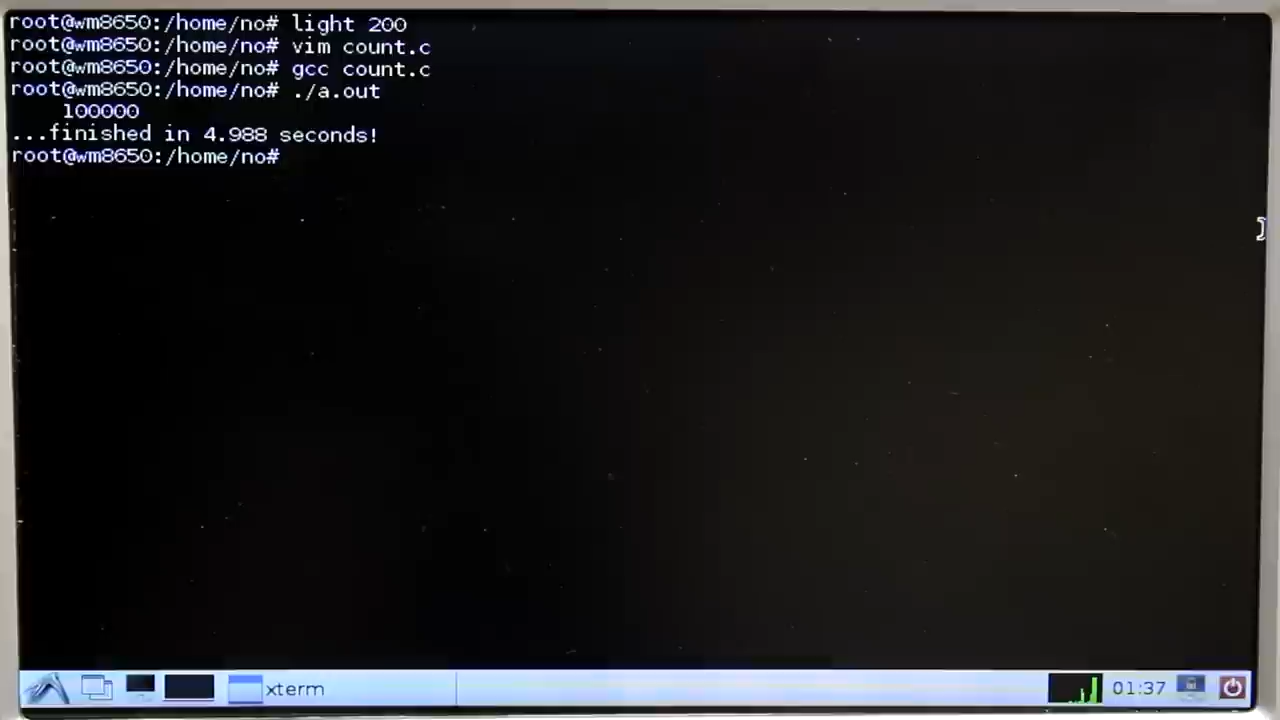 root@wm8650:/home/no# light 200
root@wm8650:/home/no# vim count.c
root@wm8650:/home/no# gcc count.c
root@wm8650:/home/no# ./a.out
    100000
...finished in 4.988 seconds!
root@wm8650:/home/no#
xterm
01:37